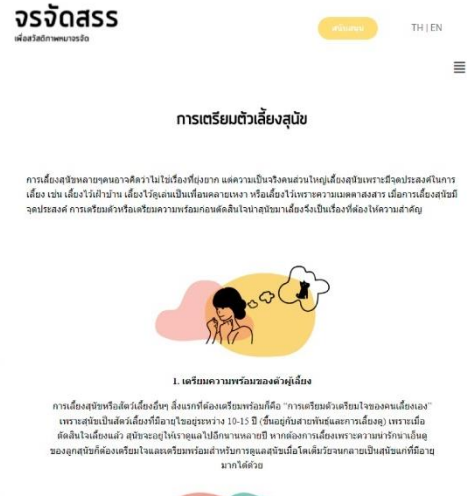 จรจัดสรร
เพื่อสวัสดิภาพหมาจรจัด
สนับสนุน
TH | EN
การเตรียมตัวเลี้ยงสุนัข
การเลี้ยงสุนัขหลายๆคนอาจคิดว่าไม่ใช่เรื่องที่ยุ่งยาก แต่ความเป็นจริงคนส่วนใหญ่เลี้ยงสุนัขเพราะมีจุดประสงค์ในการ
เลี้ยง เช่น เลี้ยงไว้เฝ้าบ้าน เลี้ยงไว้ดูเล่นเป็นเพื่อนคลายเหงา หรือเลี้ยงไว้เพราะความเมตตาสงสาร เมื่อการเลี้ยงสุนัขมี
จุดประสงค์ การเตรียมตัวหรือเตรียมความพร้อมก่อนตัดสินใจนำสุนัขมาเลี้ยงจึงเป็นเรื่องที่ต้องให้ความสำคัญ
1. เตรียมความพร้อมของตัวผู้เลี้ยง
การเลี้ยงสุนัขหรือสัตว์เลี้ยงอื่นๆ สิ่งแรกที่ต้องเตรียมพร้อมก็คือ "การเตรียมตัวเตรียมใจของคนเลี้ยงเอง"
เพราะสุนัขเป็นสัตว์เลี้ยงที่มีอายุไขอยู่ระหว่าง 10-15 ปี (ขึ้นอยู่กับสายพันธุ์และการเลี้ยงดู) เพราะเมื่อ
ตัดสินใจเลี้ยงแล้ว สุนัขจะอยู่ให้เราดูแลไปอีกนานหลายปี หากต้องการเลี้ยงเพราะความน่ารักน่าเอ็นดู
ของลูกสุนัขก็ต้องเตรียมใจและเตรียมพร้อมสำหรับการดูแลสุนัขเมื่อโตเต็มวัยจนกลายเป็นสุนัขแก่ที่มีอายุ
มากได้ด้วย